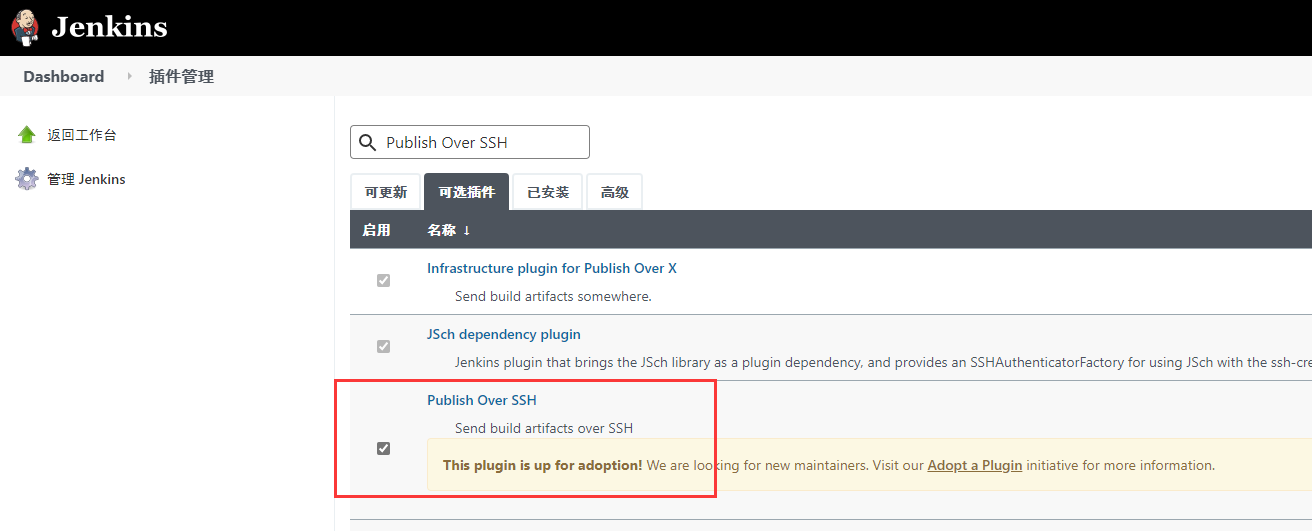 Jenkins
Dashboard 插件管理
返回工作台
管理 Jenkins
Publish Over SSH
可更新 可选插件 已安装 高级
启用 名称 ↓
Infrastructure plugin for Publish Over X
Send build artifacts somewhere.
JSch dependency plugin
Jenkins plugin that brings the JSch library as a plugin dependency, and provides an SSHAuthenticatorFactory for using JSch with the ssh-cre
Publish Over SSH
Send build artifacts over SSH
This plugin is up for adoption! We are looking for new maintainers. Visit our Adopt a Plugin initiative for more information.